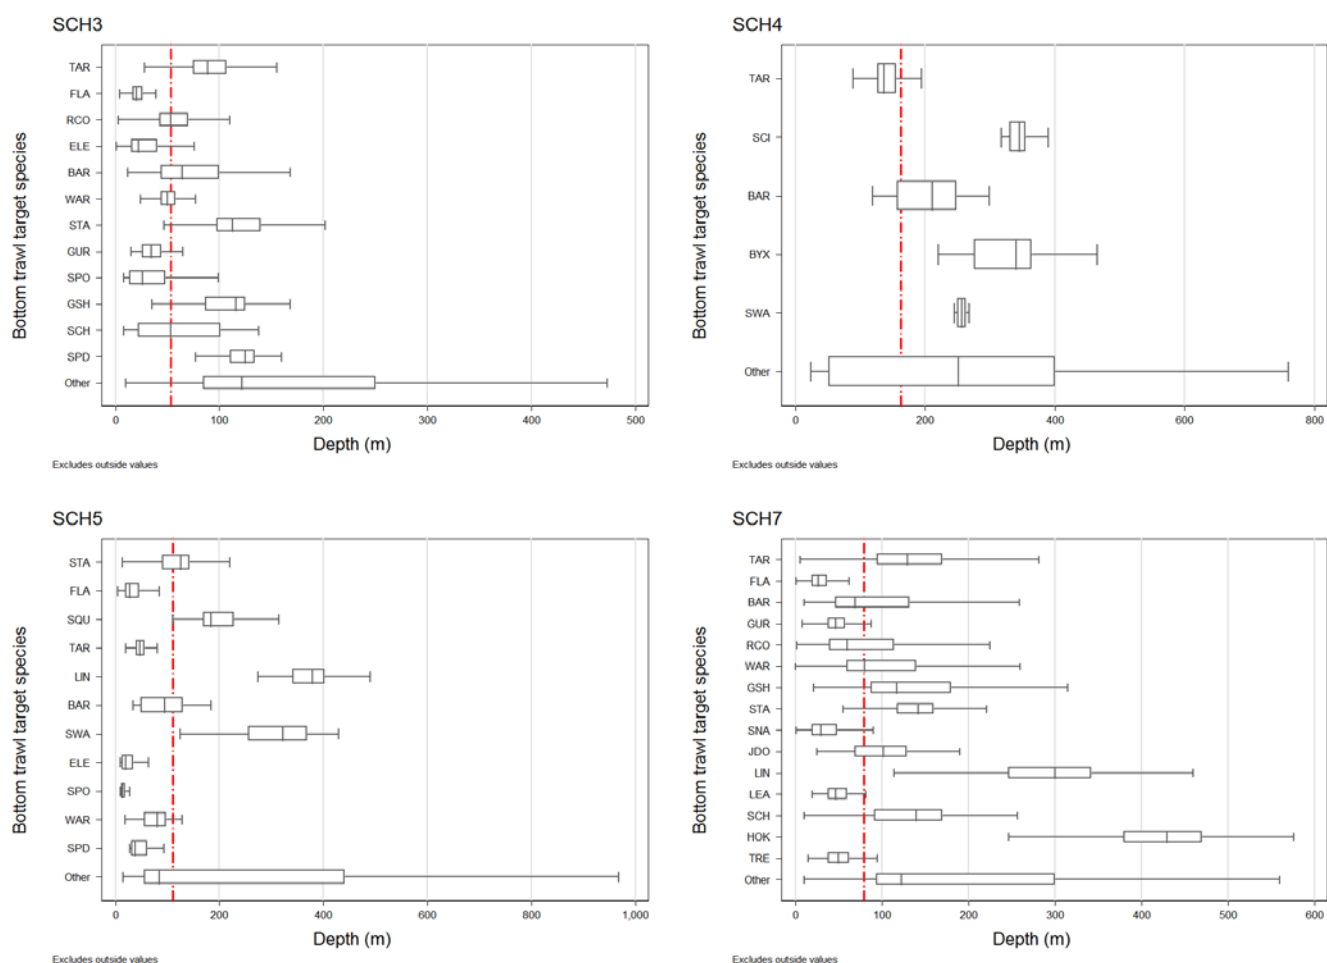 SCH3
Bottom trawl target species
TAR
FLA
RCO
ELE
BAR
WAR
STA
GUR
SPO
GSH
SCH
SPD
Other
0 100 200 300 400 500
Depth (m)
Excludes outside values
SCH4
Bottom trawl target species
TAR
SCI
BAR
BYX
SWA
Other
0 200 400 600 800
Depth (m)
Excludes outside values
SCH5
Bottom trawl target species
STA
FLA
SQU
TAR
LIN
BAR
SWA
ELE
SPO
WAR
SPD
Other
0 200 400 600 800 1,000
Depth (m)
Excludes outside values
SCH7
Bottom trawl target species
TAR
FLA
BAR
GUR
RCO
WAR
GSH
STA
SNA
JDO
LIN
LEA
SCH
HOK
TRE
Other
0 100 200 300 400 500 600
Depth (m)
Excludes outside values